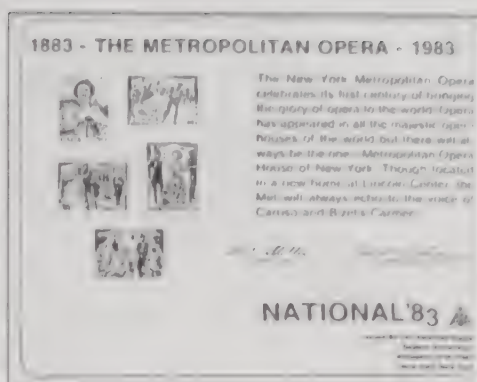 1883 - THE METROPOLITAN OPERA - 1983
The New York Metropolitan Opera
celebrates its first century of bringing
the glory of opera to the world. Opera
has appeared in all the majestic opera
houses of the world but there will al-
ways be the one Metropolitan Opera
House of New York. Though located
in a new home at Lincoln Center, the
Met will always echo to the voice of
Caruso and Bizet's Carmen.
NATIONAL'83